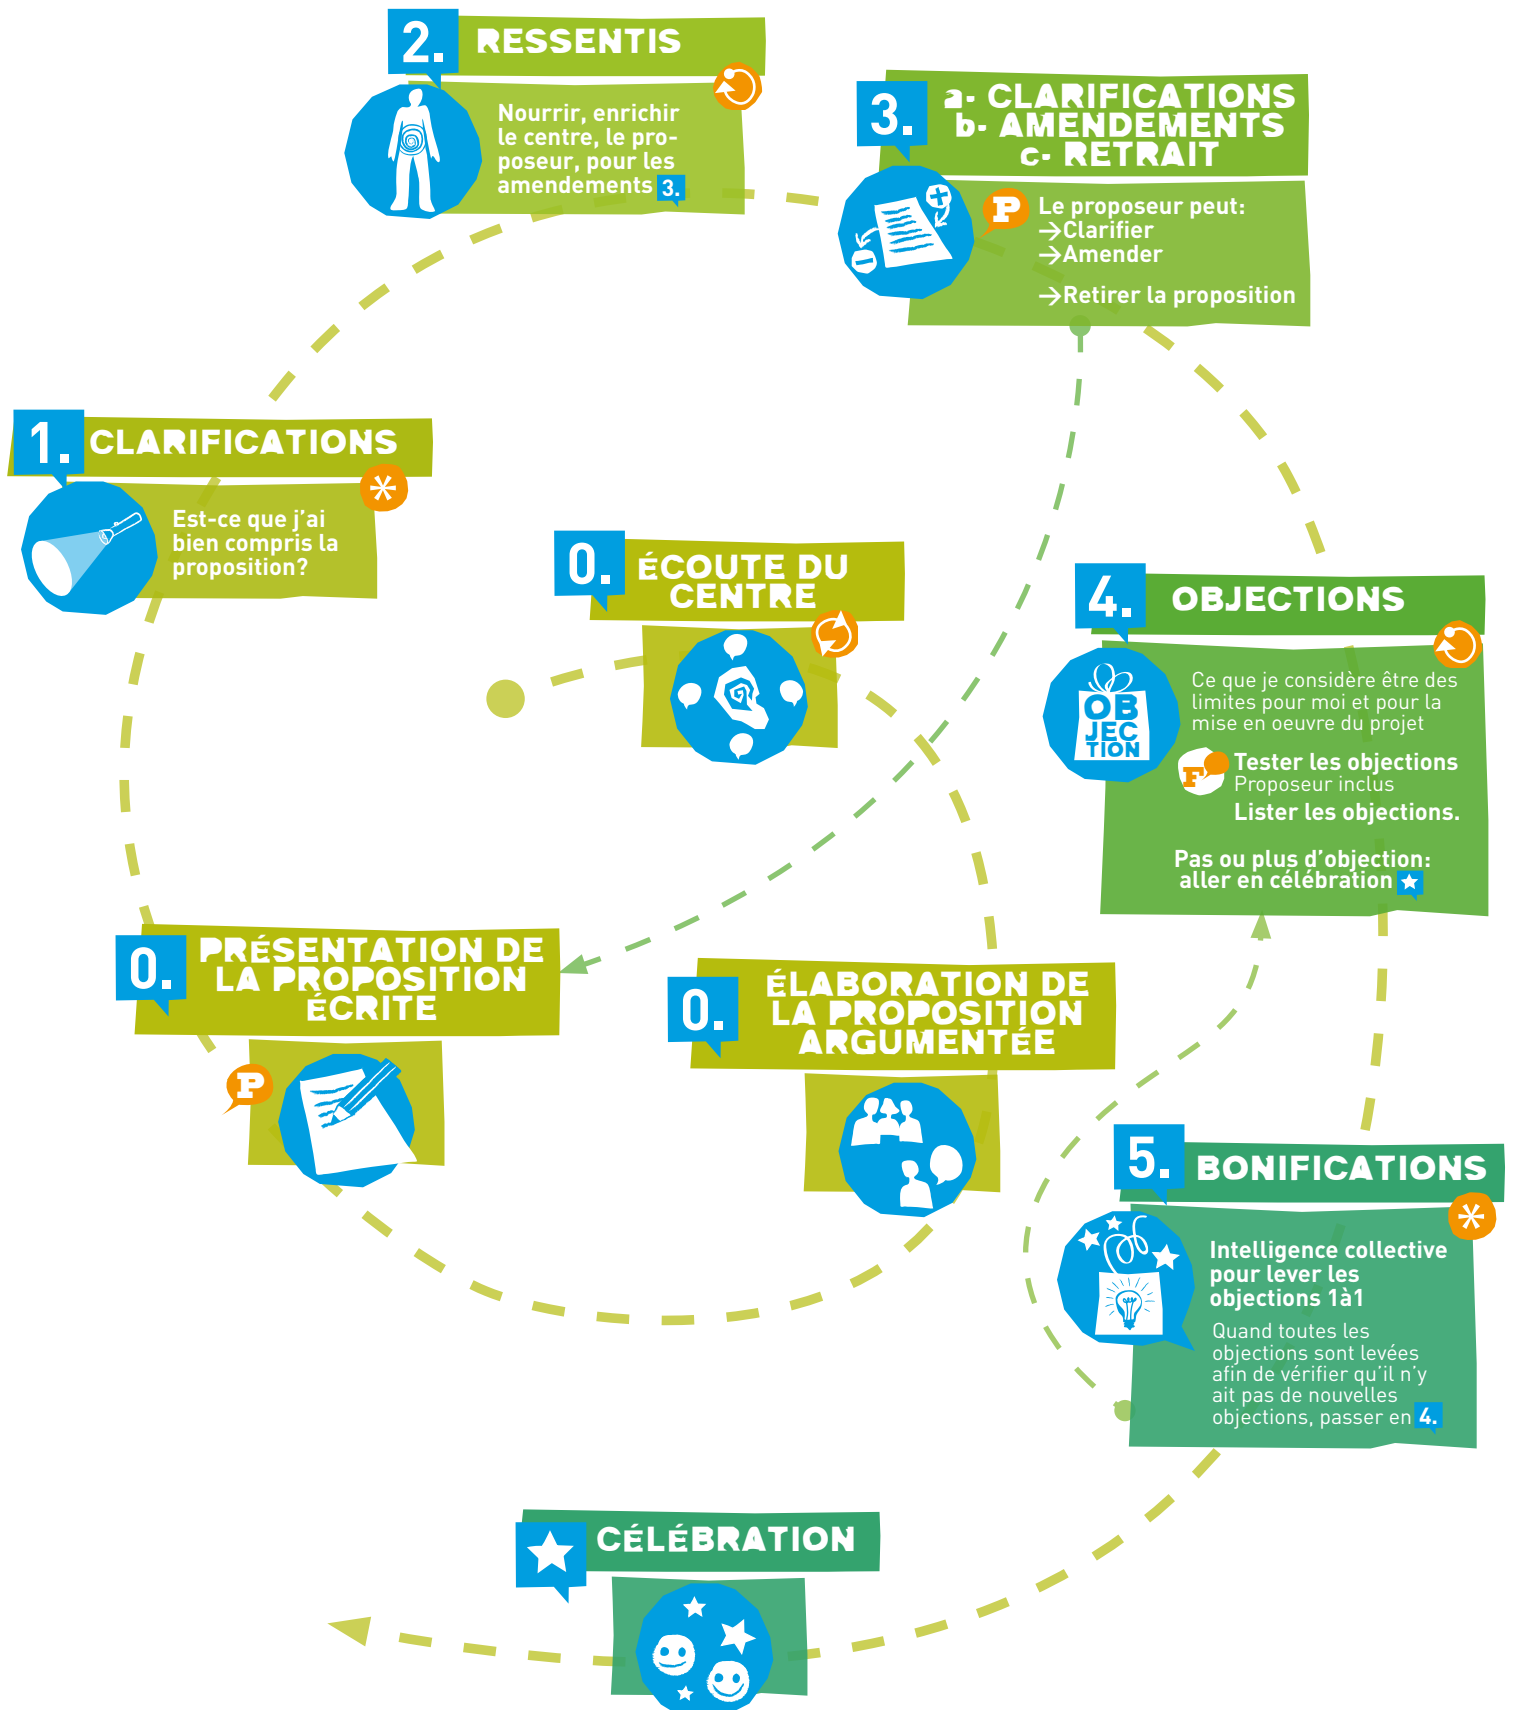 2. RESSENTIS
Nourrir, enrichir
le centre, le pro-
poseur, pour les
amendements 3.
3. a- CLARIFICATIONS
b- AMENDEMENTS
c- RETRAIT
P Le proposeur peut:
→Clarifier
→Amender
→Retirer la proposition
1. CLARIFICATIONS
*
Est-ce que j'ai
bien compris la
proposition?
0. ÉCOUTE DU
CENTRE
4. OBJECTIONS
OB
JEC
TION
Ce que je considère être des
limites pour moi et pour la
mise en oeuvre du projet
F Tester les objections
Proposeur inclus
Lister les objections.
Pas ou plus d'objection:
aller en célébration
0. PRÉSENTATION DE
LA PROPOSITION
ÉCRITE
P
0. ÉLABORATION DE
LA PROPOSITION
ARGUMENTÉE
5. BONIFICATIONS
*
Intelligence collective
pour lever les
objections 1à1
Quand toutes les
objections sont levées
afin de vérifier qu'il n'y
ait pas de nouvelles
objections, passer en 4.
CÉLÉBRATION